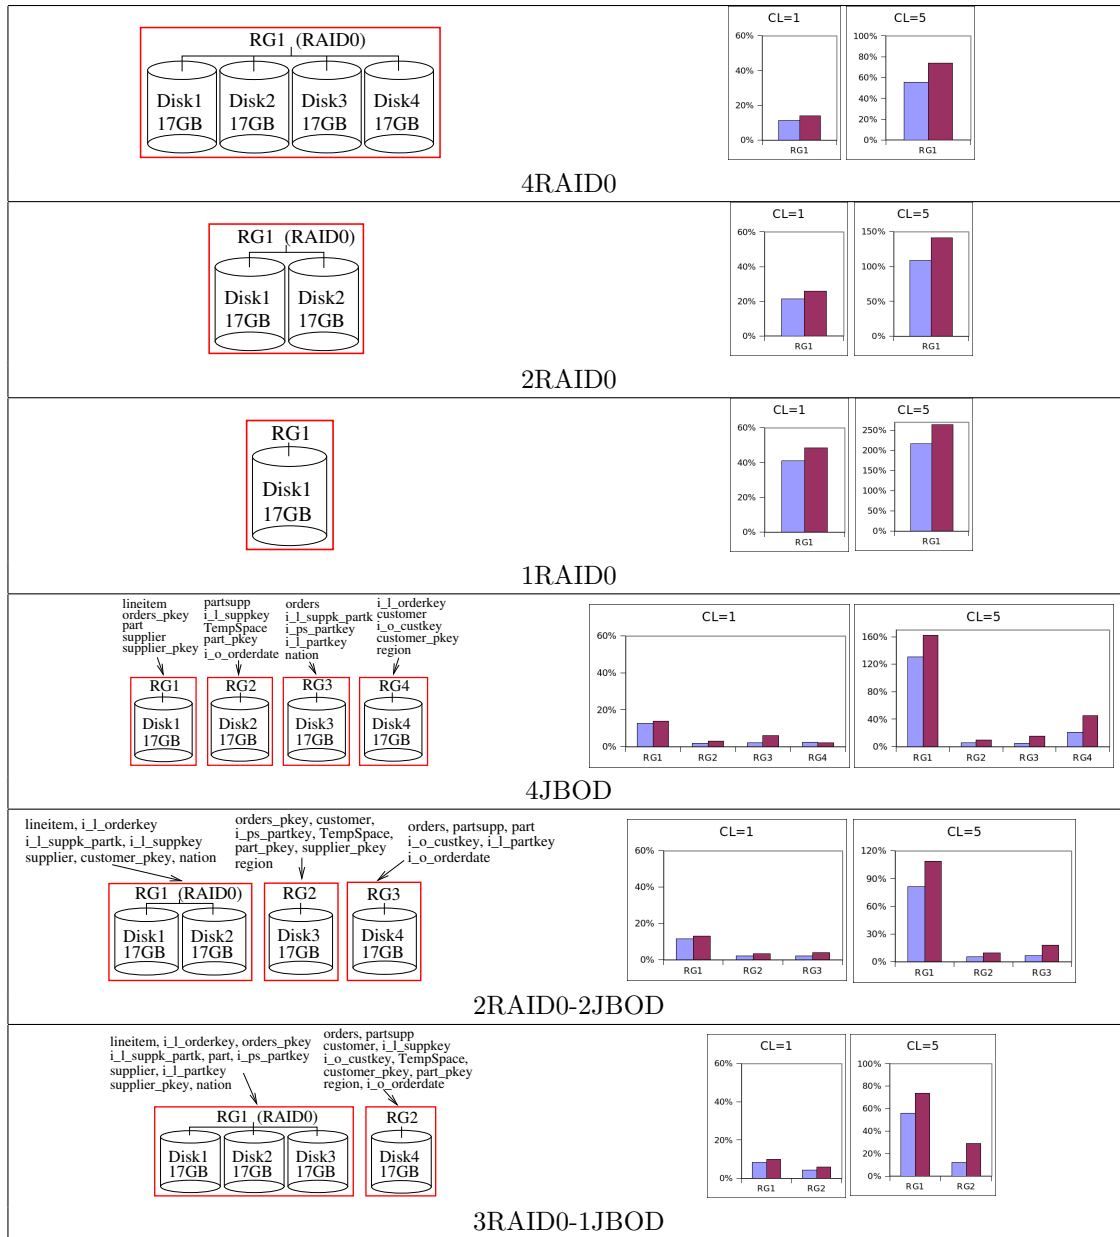 RG1 (RAID0)
Disk1 Disk2 Disk3 Disk4
17GB 17GB 17GB 17GB
CL=1
60%
40%
20%
0%
RG1
CL=5
100%
80%
60%
40%
20%
0%
RG1
4RAID0
RG1 (RAID0)
Disk1 Disk2
17GB 17GB
CL=1
60%
40%
20%
0%
RG1
CL=5
150%
100%
50%
0%
RG1
2RAID0
RG1
Disk1
17GB
CL=1
60%
40%
20%
0%
RG1
CL=5
250%
200%
150%
250%
200%
150%
RG1
1RAID0
lineitem
orders_pkey
part
supplier
supplier_pkey
partsupp
i_l_suppkey
TempSpace
part_pkey
i_o_orderdate
orders
i_l_suppk_partk
i_ps_partkey
i_l_partkey
nation
i_l_orderkey
customer
i_o_custkey
customer_pkey
region
RG1 RG2 RG3 RG4
Disk1 Disk2 Disk3 Disk4
17GB 17GB 17GB 17GB
CL=1
60%
40%
20%
0%
RG1 RG2 RG3 RG4
CL=5
160%
120%
80%
40%
0%
RG1 RG2 RG3 RG4
4JBOD
lineitem, i_l_orderkey
i_l_suppk_partk, i_l_suppkey
supplier, customer_pkey, nation
orders_pkey, customer,
i_ps_partkey, TempSpace,
part_pkey, supplier_pkey
region
orders, partsupp, part
i_o_custkey, i_l_partkey
i_o_orderdate
RG1 (RAID0) RG2 RG3
Disk1 Disk2 Disk3 Disk4
17GB 17GB 17GB 17GB
CL=1
60%
40%
20%
0%
RG1 RG2 RG3
CL=5
120%
90%
60%
30%
0%
RG1 RG2 RG3
2RAID0-2JBOD
lineitem, i_l_orderkey, orders_pkey
i_l_suppk_partk, part, i_ps_partkey
supplier, i_l_partkey
supplier_pkey, nation
orders, partsupp
customer, i_l_suppkey
i_o_custkey, TempSpace,
customer_pkey, part_pkey
region, i_o_orderdate
RG1 (RAID0) RG2
Disk1 Disk2 Disk3 Disk4
17GB 17GB 17GB 17GB
CL=1
60%
40%
20%
0%
RG1 RG2
CL=5
100%
80%
60%
40%
20%
0%
RG1 RG2
3RAID0-1JBOD